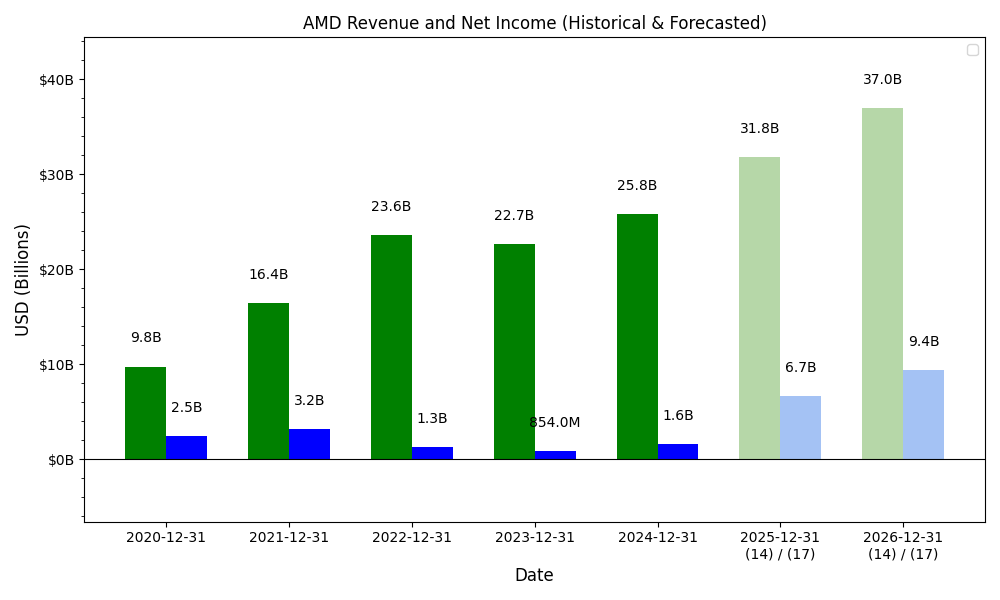 AMD Revenue and Net Income (Historical & Forecasted)
USD (Billions)
$40B
$30B
$20B
$10B
$0B
9.8B
2.5B
16.4B
3.2B
23.6B
1.3B
22.7B
854.0M
25.8B
1.6B
31.8B
6.7B
37.0B
9.4B
2020-12-31
2021-12-31
2022-12-31
2023-12-31
2024-12-31
2025-12-31
(14) / (17)
2026-12-31
(14) / (17)
Date